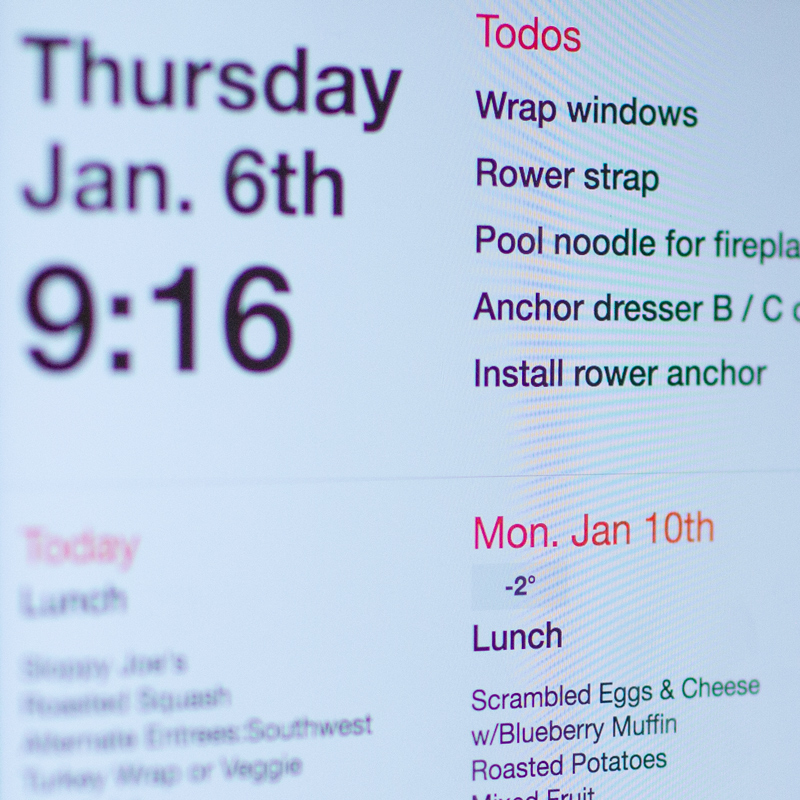 Thursday
Jan. 6th
9:16
Todos
Wrap windows
Rower strap
Pool noodle for firepla
Anchor dresser B / C
Install rower anchor
Today
Lunch
Sloppy Joe's
Roasted Squash
Alternate Entrees:Southwest
Turkey Wrap or Veggie
Mon. Jan 10th
-2°
Lunch
Scrambled Eggs & Cheese
w/Blueberry Muffin
Roasted Potatoes
Mixed Fruit